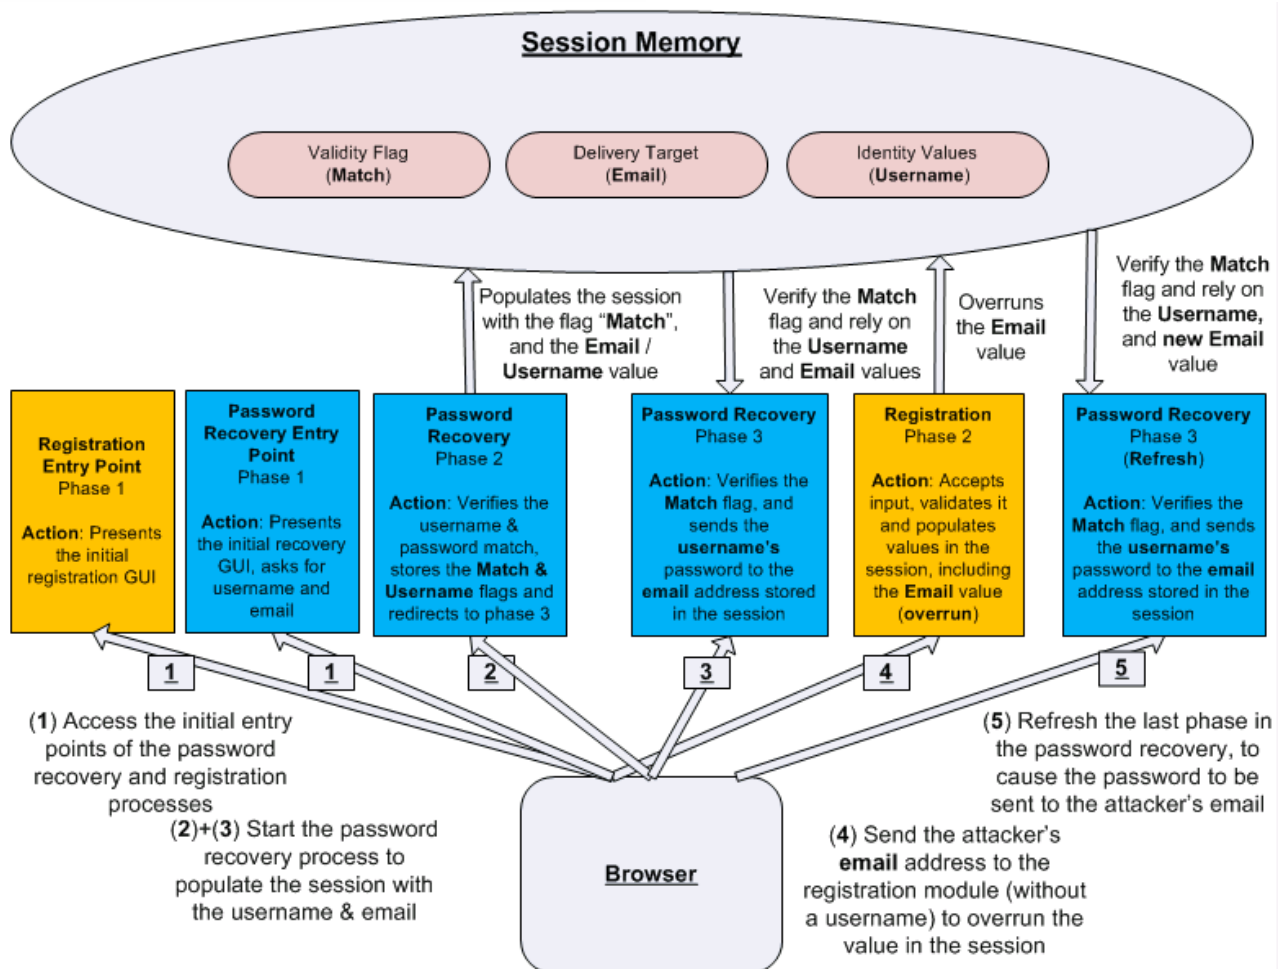 Session Memory
Validity Flag
(Match)
Delivery Target
(Email)
Identity Values
(Username)
Populates the session
with the flag “Match”,
and the Email /
Username value
Verify the Match
flag and rely on
the Username
and Email values
Overruns
the Email
value
Verify the Match
flag and rely on
the Username,
and new Email
value
Registration
Entry Point
Phase 1
Action: Presents
the initial
registration GUI
Password
Recovery Entry
Point
Phase 1
Action: Presents
the initial recovery
GUI, asks for
username and
email
Password
Recovery
Phase 2
Action: Verifies the
username &
password match,
stores the Match &
Username flags and
redirects to phase 3
Password Recovery
Phase 3
Action: Verifies the
Match flag, and
sends the
username’s
password to the
email address stored
in the session
Registration
Phase 2
Action: Accepts
input, validates it
and populates
values in the
session, including
the Email value
(overrun)
Password Recovery
Phase 3
(Refresh)
Action: Verifies the
Match flag, and sends
the username’s
password to the email
address stored in the
session
1
1
2
3
4
5
(1) Access the initial entry
points of the password
recovery and registration
processes
(2)+(3) Start the password
recovery process to
populate the session with
the username & email
Browser
(4) Send the attacker’s
email address to the
registration module (without
a username) to overrun the
value in the session
(5) Refresh the last phase in
the password recovery, to
cause the password to be
sent to the attacker’s email